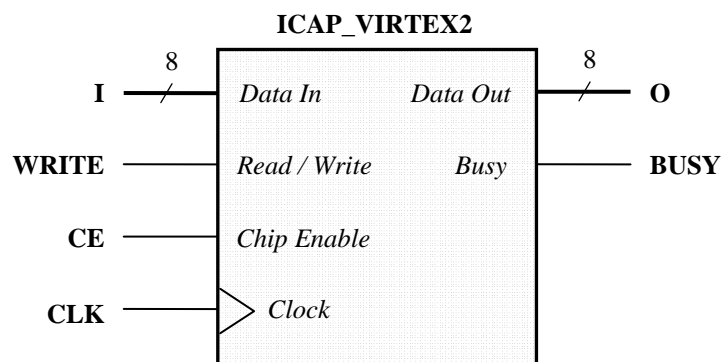 ICAP_VIRTEX2
8 8
I Data In Data Out O
WRITE Read / Write Busy BUSY
CE Chip Enable
CLK Clock